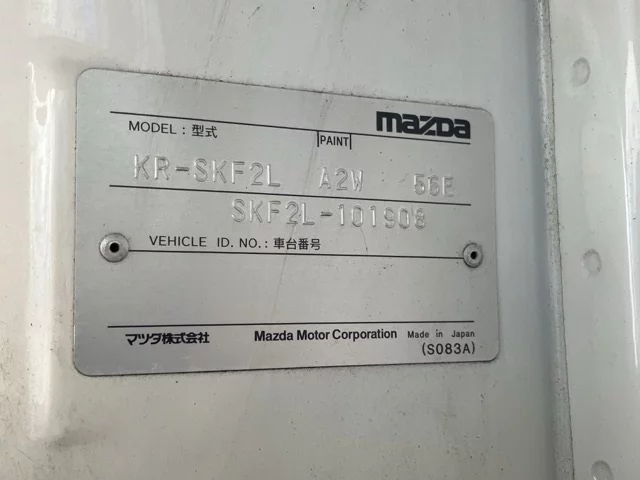 mazda
MODEL: 型式 PAINT
KR-SKF2L A2W 56E
SKF2L-101908
VEHICLE ID. NO.: 車台番号
マツダ株式会社 Mazda Motor Corporation Made in Japan
(S083A)